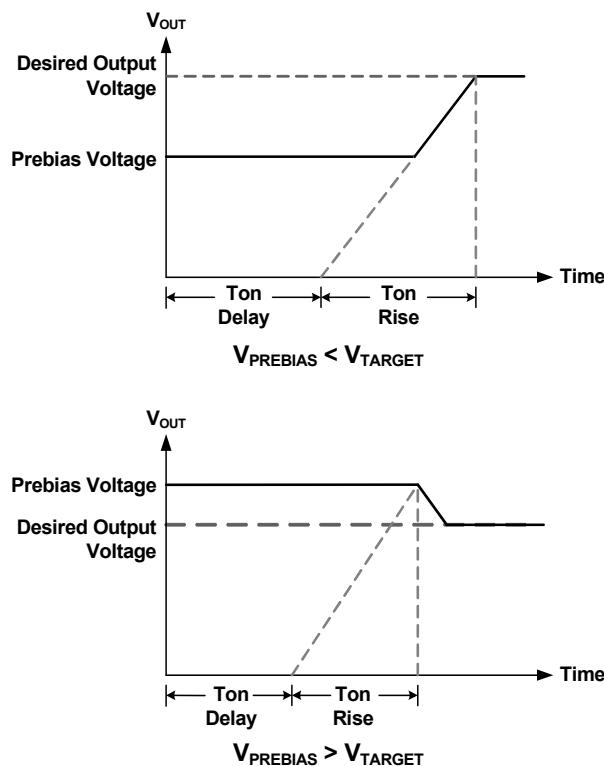 VOUT
Desired Output
Voltage
Prebias Voltage
Time
Ton
Delay
Ton
Rise
VPREBIAS < VTARGET
VOUT
Prebias Voltage
Desired Output
Voltage
Time
Ton
Delay
Ton
Rise
VPREBIAS > VTARGET